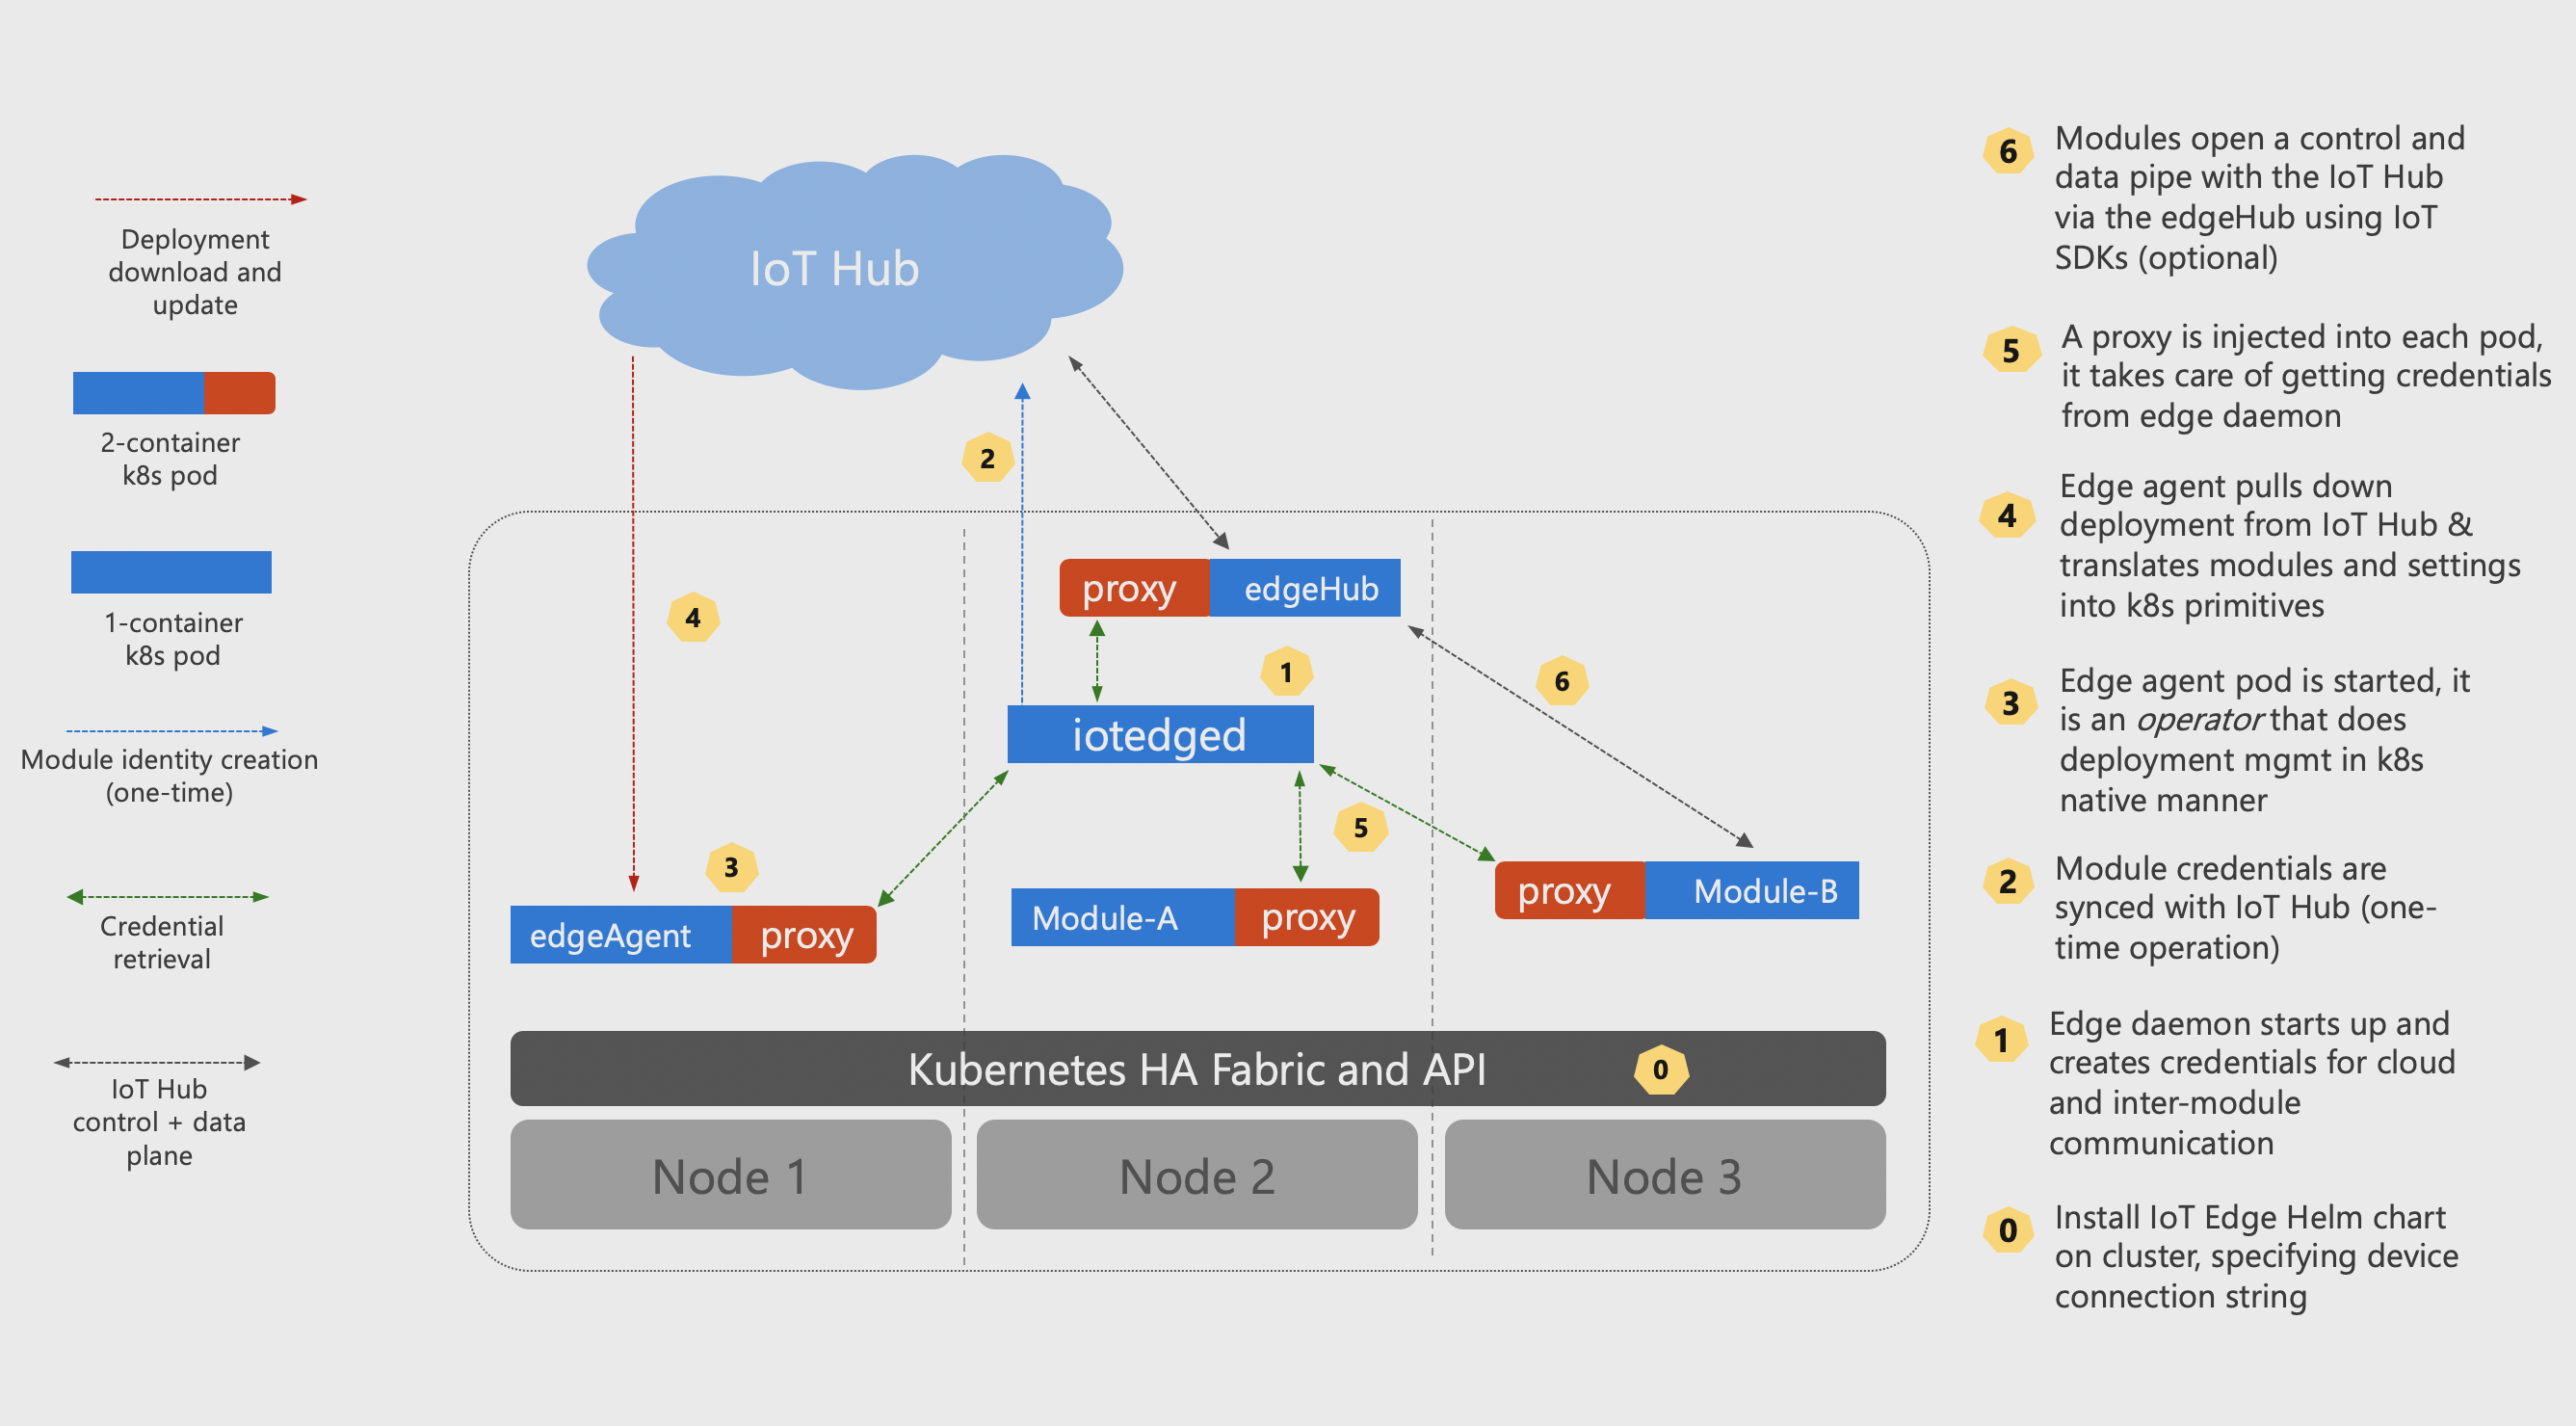 Deployment
download and
update
2-container
k8s pod
1-container
k8s pod
Module identity creation
(one-time)
Credential
retrieval
IoT Hub
control + data
plane
IoT Hub
2
4
proxy
edgeHub
1
6
iotedged
5
3
edgeAgent
proxy
Module-A
proxy
proxy
Module-B
Kubernetes HA Fabric and API
0
Node 1
Node 2
Node 3
6
Modules open a control and
data pipe with the IoT Hub
via the edgeHub using IoT
SDKs (optional)
5
A proxy is injected into each pod,
it takes care of getting credentials
from edge daemon
4
Edge agent pulls down
deployment from IoT Hub &
translates modules and settings
into k8s primitives
3
Edge agent pod is started, it
is an operator that does
deployment mgmt in k8s
native manner
2
Module credentials are
synced with IoT Hub (one-
time operation)
1
Edge daemon starts up and
creates credentials for cloud
and inter-module
communication
0
Install IoT Edge Helm chart
on cluster, specifying device
connection string